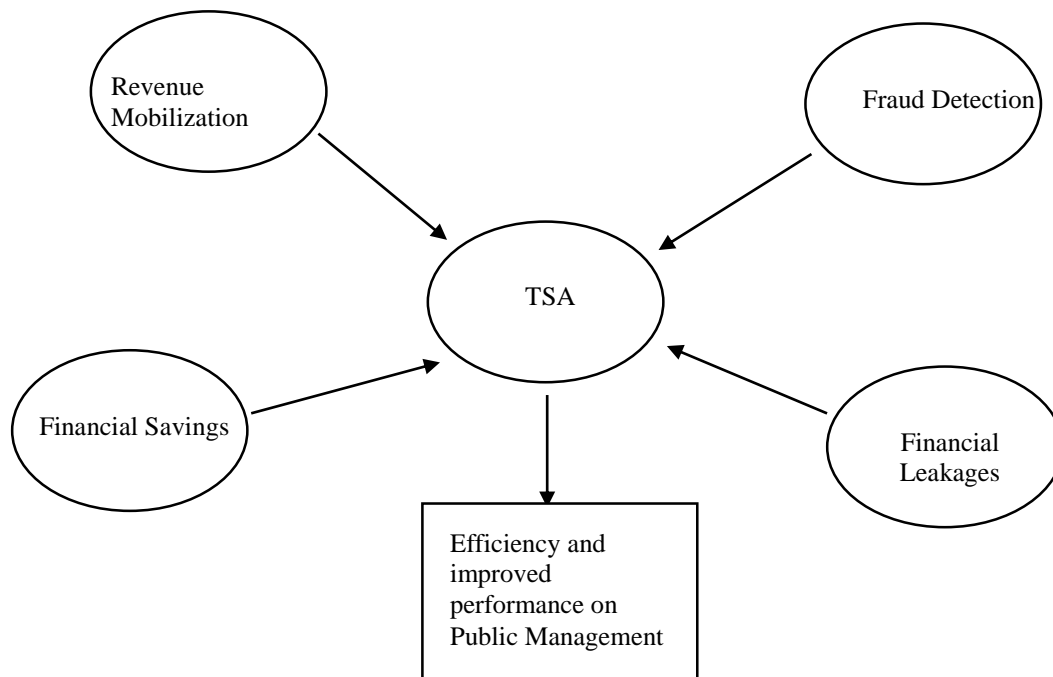 Revenue
Mobilization
Fraud Detection
TSA
Financial Savings
Financial
Leakages
Efficiency and
improved
performance on
Public Management